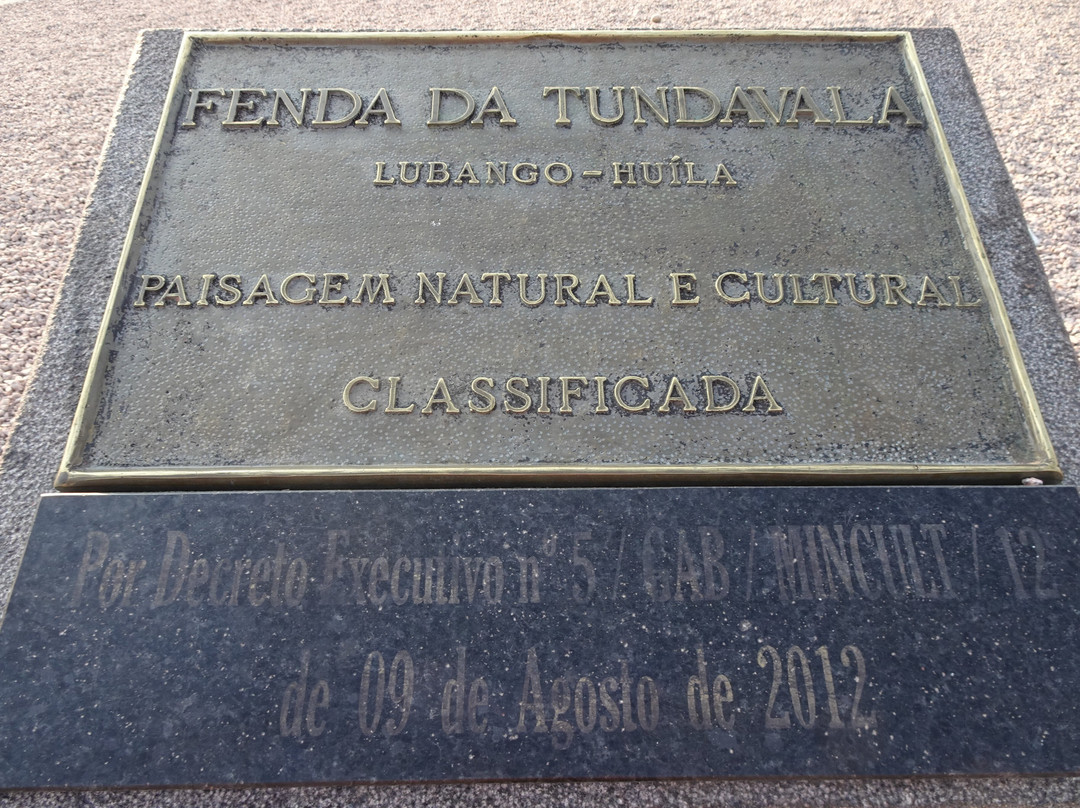 FENDA DA TUNDAVALA
LUBANGO - HUÍLA
PAISAGEM NATURAL E CULTURAL
CLASSIFICADA
Por Decreto Executivo nº 5 / GAB / MINCULT / 12
de 09 de Agosto de 2012